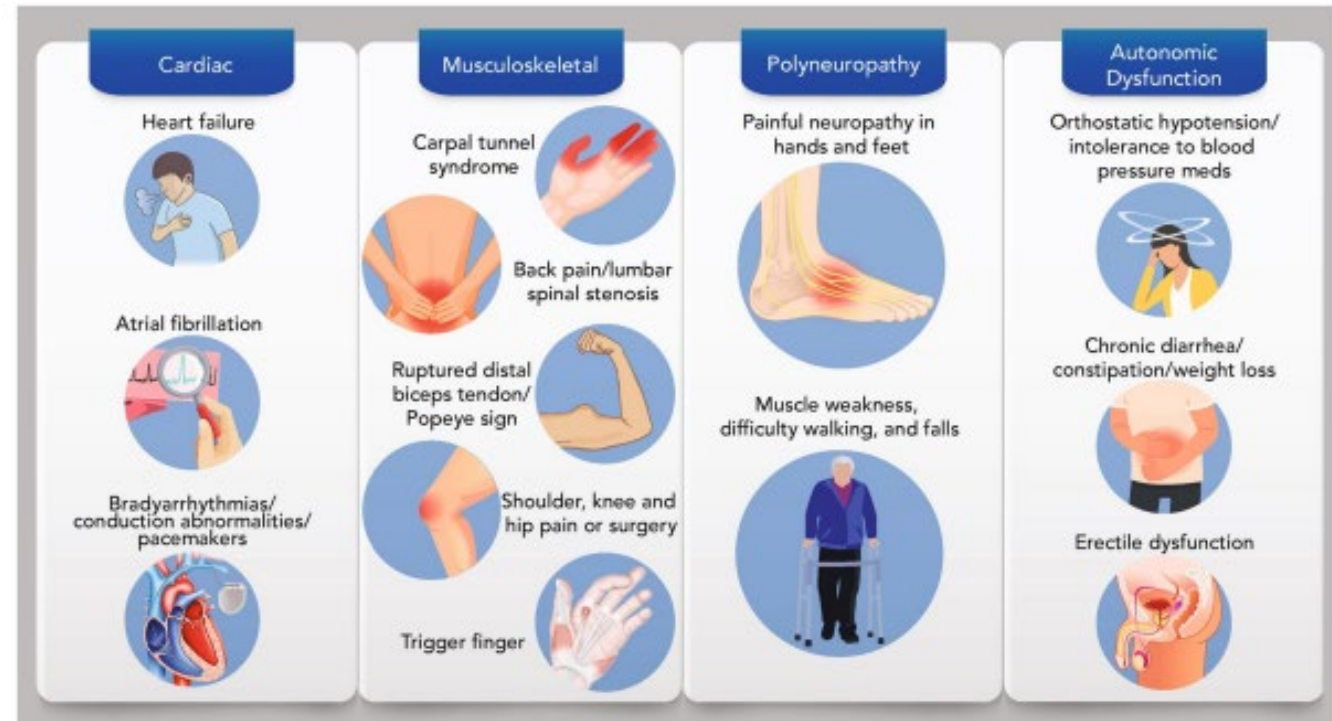 Cardiac
Heart failure
Atrial fibrillation
Bradyarrhythmias/
conduction abnormalities/
pacemakers
Musculoskeletal
Carpal tunnel
syndrome
Back pain/lumbar
spinal stenosis
Ruptured distal
biceps tendon/
Popeye sign
Shoulder, knee and
hip pain or surgery
Trigger finger
Polyneuropathy
Painful neuropathy in
hands and feet
Muscle weakness,
difficulty walking, and falls
Autonomic
Dysfunction
Orthostatic hypotension/
intolerance to blood
pressure meds
Chronic diarrhea/
constipation/weight loss
Erectile dysfunction